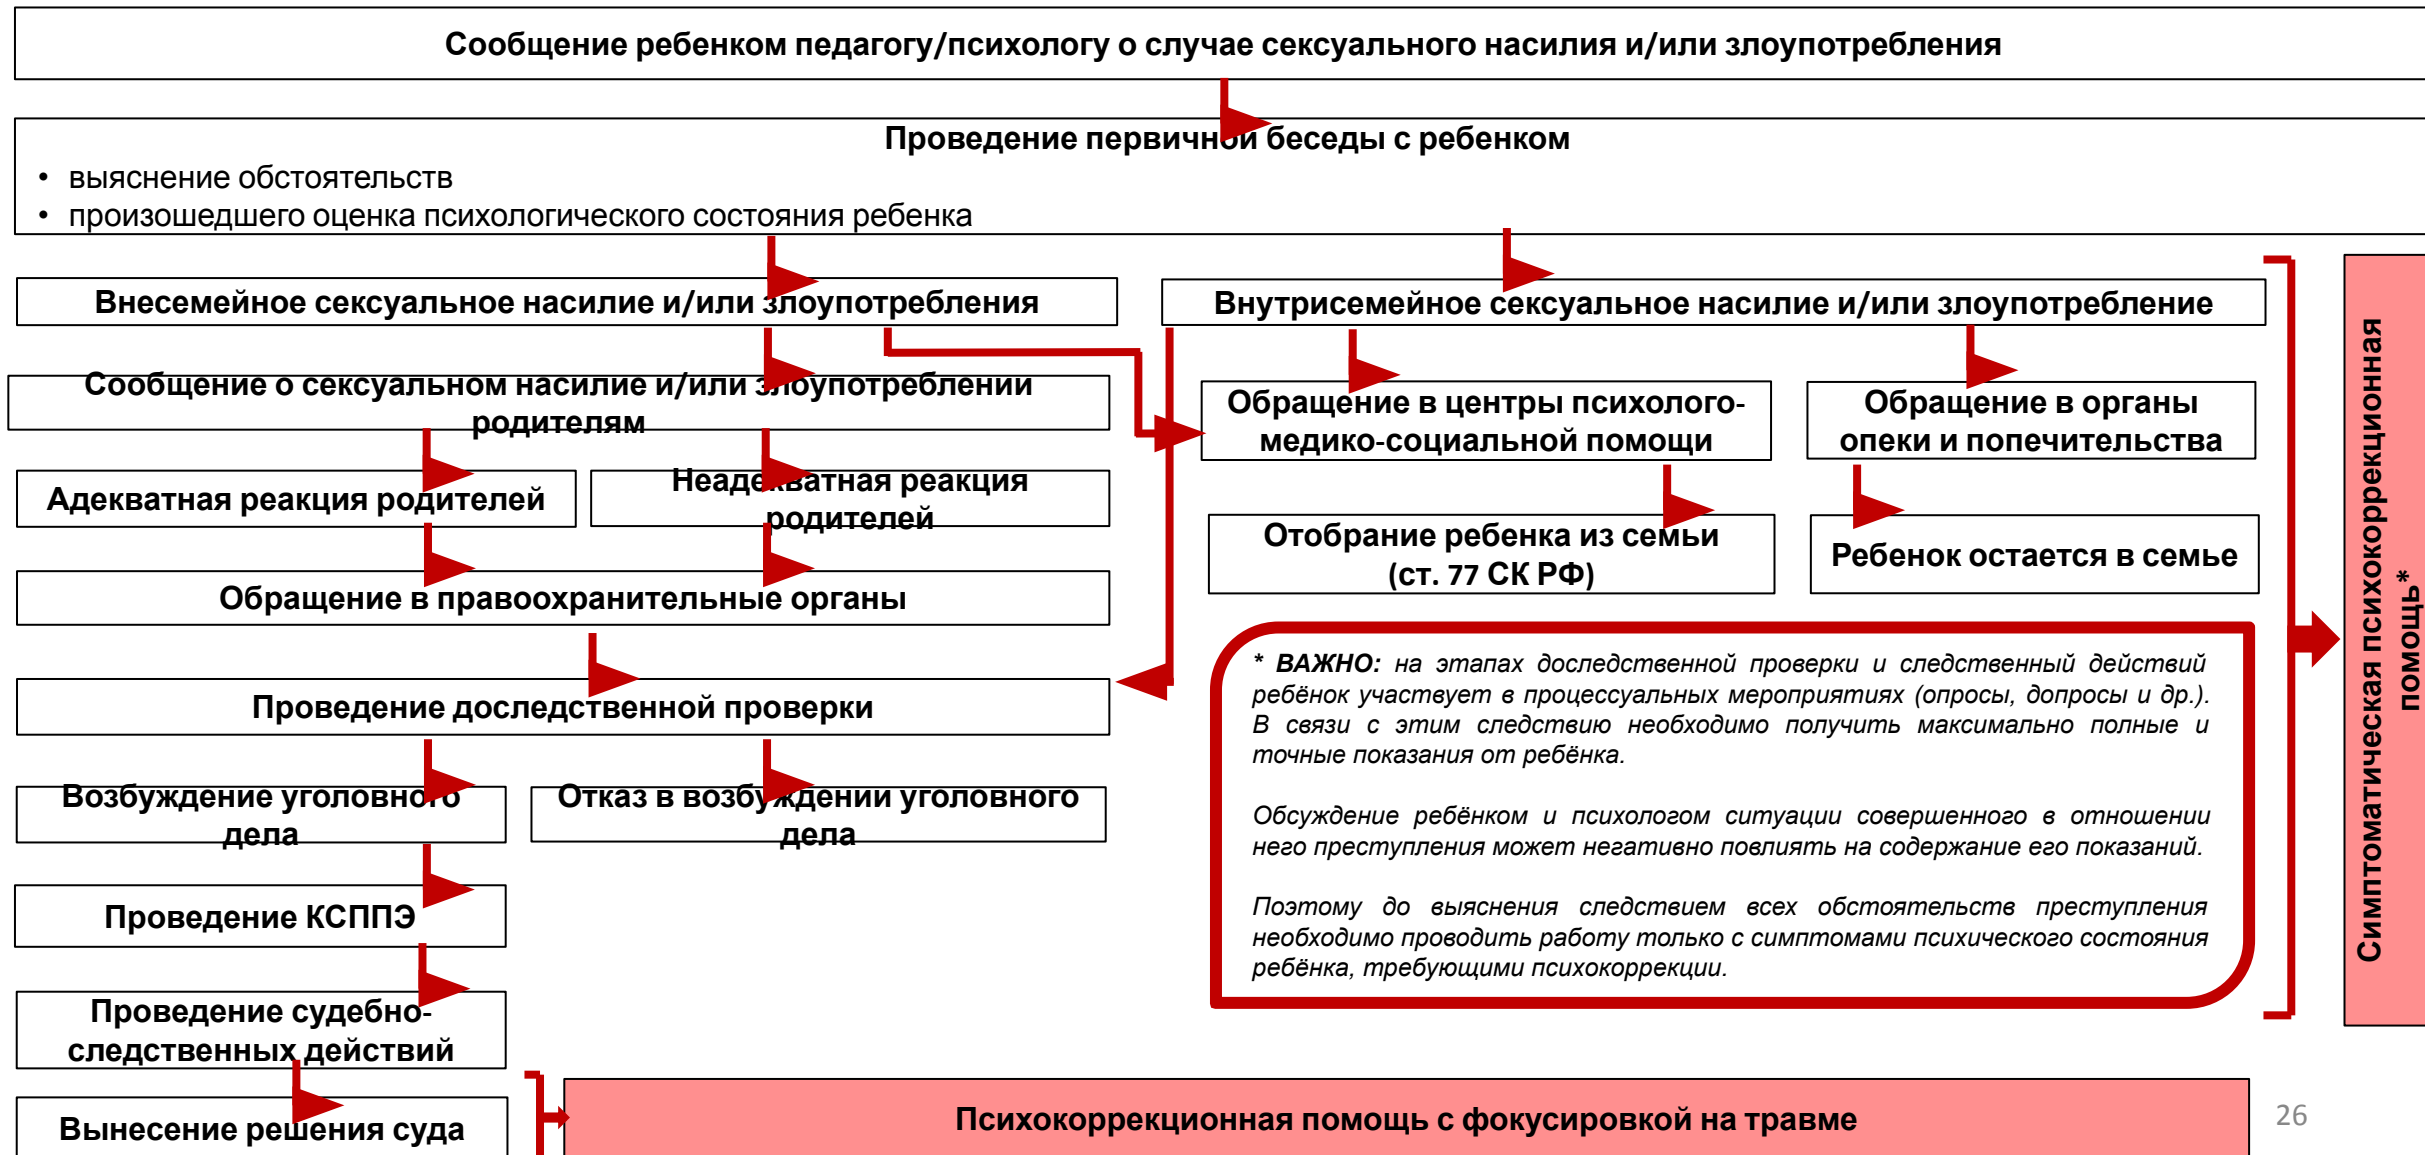 Сообщение ребенком педагогу/психологу о случае сексуального насилия и/или злоупотребления
Проведение первичной беседы с ребенком
• выяснение обстоятельств
• произошедшего оценка психологического состояния ребенка
Внесемейное сексуальное насилие и/или злоупотребления
Внутрисемейное сексуальное насилие и/или злоупотребление
Сообщение о сексуальном насилие и/или злоупотреблении
родителям
Обращение в центры психолого-
медико-социальной помощи
Обращение в органы
опеки и попечительства
Адекватная реакция родителей
Неадекватная реакция
родителей
Отобрание ребенка из семьи
(ст. 77 СК РФ)
Ребенок остается в семье
Обращение в правоохранительные органы
Проведение доследственной проверки
Возбуждение уголовного
дела
Отказ в возбуждении уголовного
дела
Проведение КСППЭ
Проведение судебно-
следственных действий
Вынесение решения суда
* ВАЖНО: на этапах доследственной проверки и следственный действий
ребёнок участвует в процессуальных мероприятиях (опросы, допросы и др.).
В связи с этим следствию необходимо получить максимально полные и
точные показания от ребёнка.
Обсуждение ребёнком и психологом ситуации совершенного в отношении
него преступления может негативно повлиять на содержание его показаний.
Поэтому до выяснения следствием всех обстоятельств преступления
необходимо проводить работу только с симптомами психического состояния
ребёнка, требующими психокоррекции.
Симптоматическая психокоррекционная
помощь*
Психокоррекционная помощь с фокусировкой на травме
26